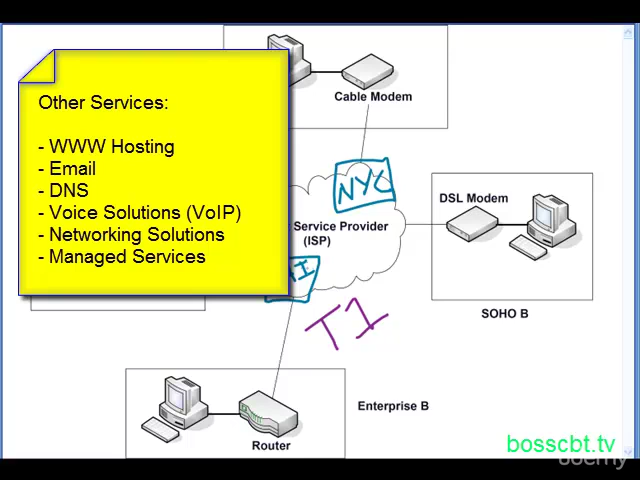 Other Services:
- WWW Hosting
- Email
- DNS
- Voice Solutions (VoIP)
- Networking Solutions
- Managed Services
Cable Modem
NYC
Service Provider
(ISP)
DSL Modem
SOHO B
T1
Enterprise B
Router
bosscbt.tv